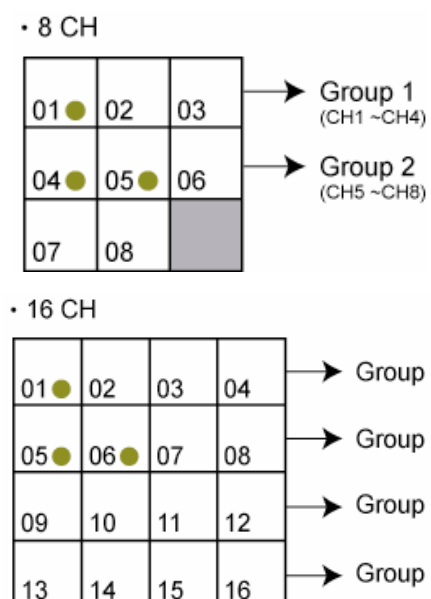 · 8 CH
01 02 03 Group 1
(CH1 ~CH4)
04 05 06 Group 2
(CH5 ~CH8)
07 08
· 16 CH
01 02 03 04 Group
05 06 07 08 Group
09 10 11 12 Group
13 14 15 16 Group